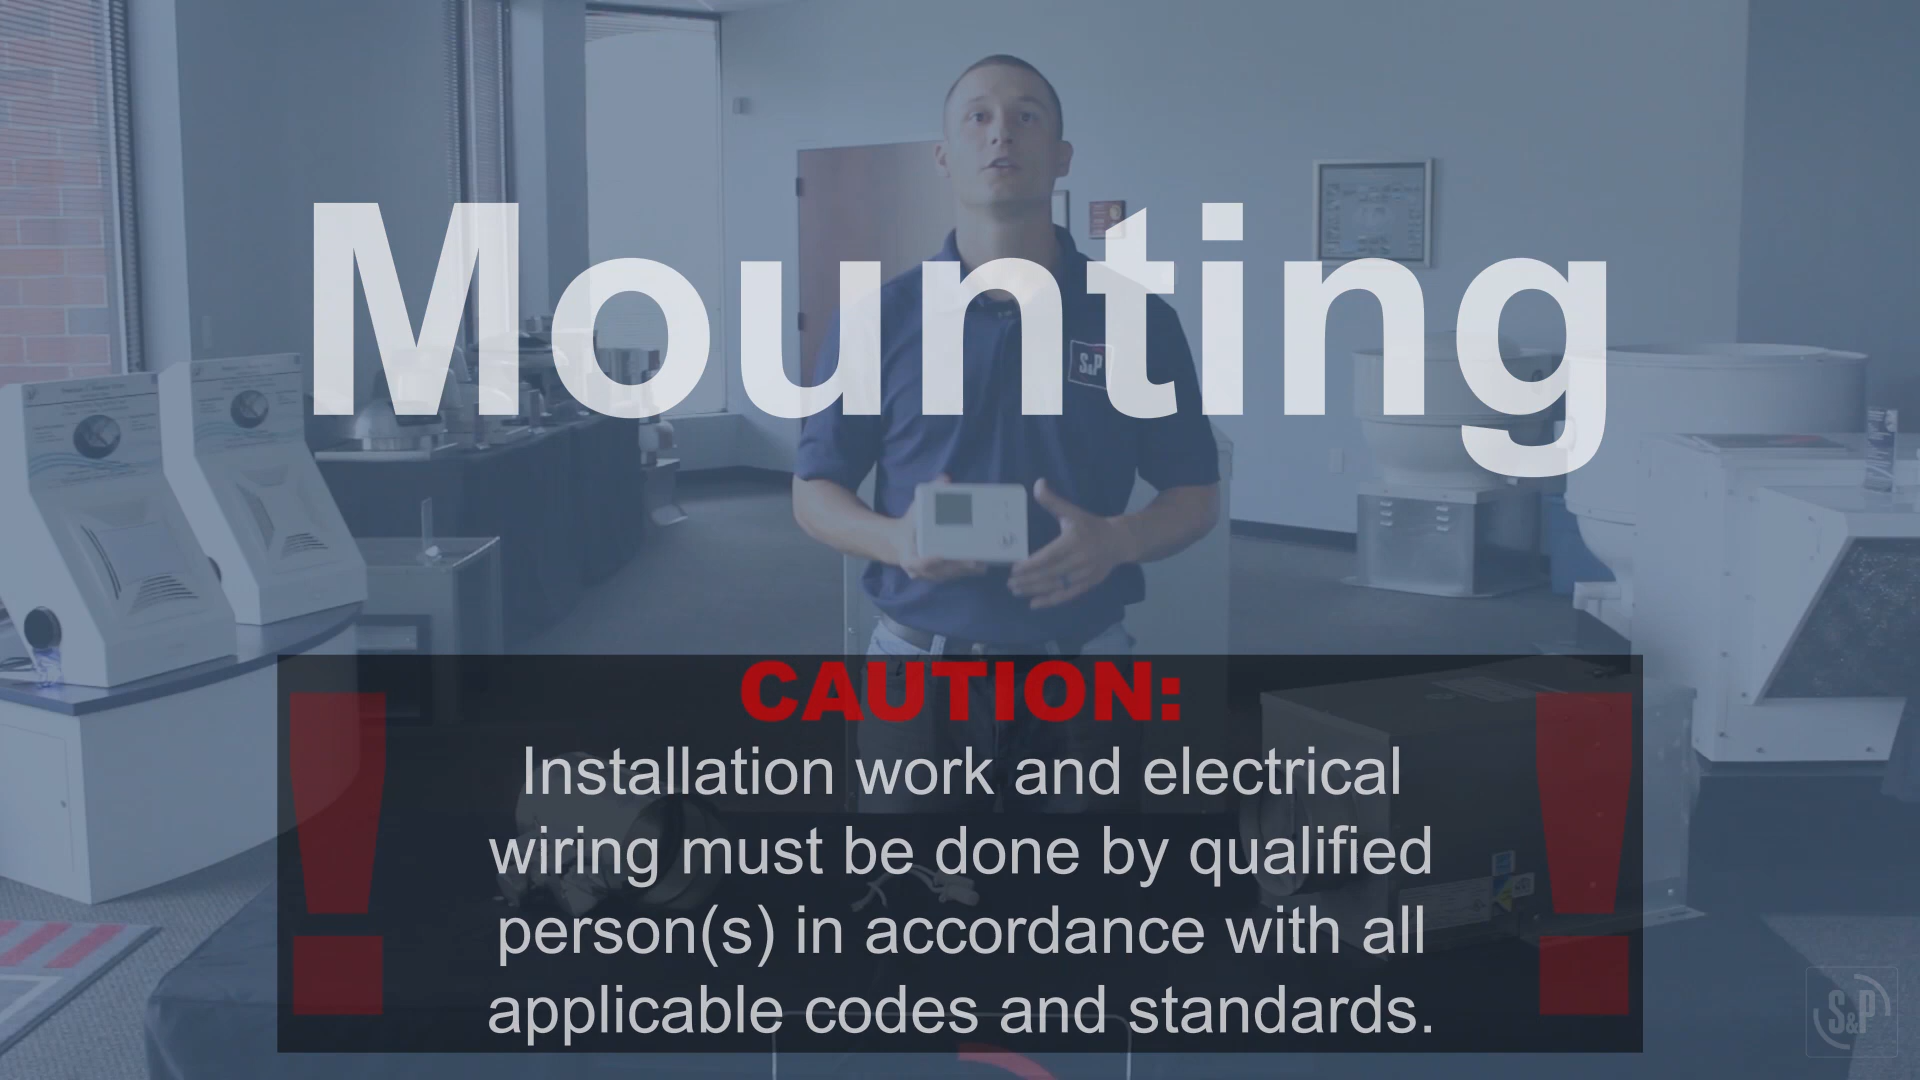 Mounting
S&P
CAUTION:
Installation work and electrical
wiring must be done by qualified
person(s) in accordance with all
applicable codes and standards.
S&P